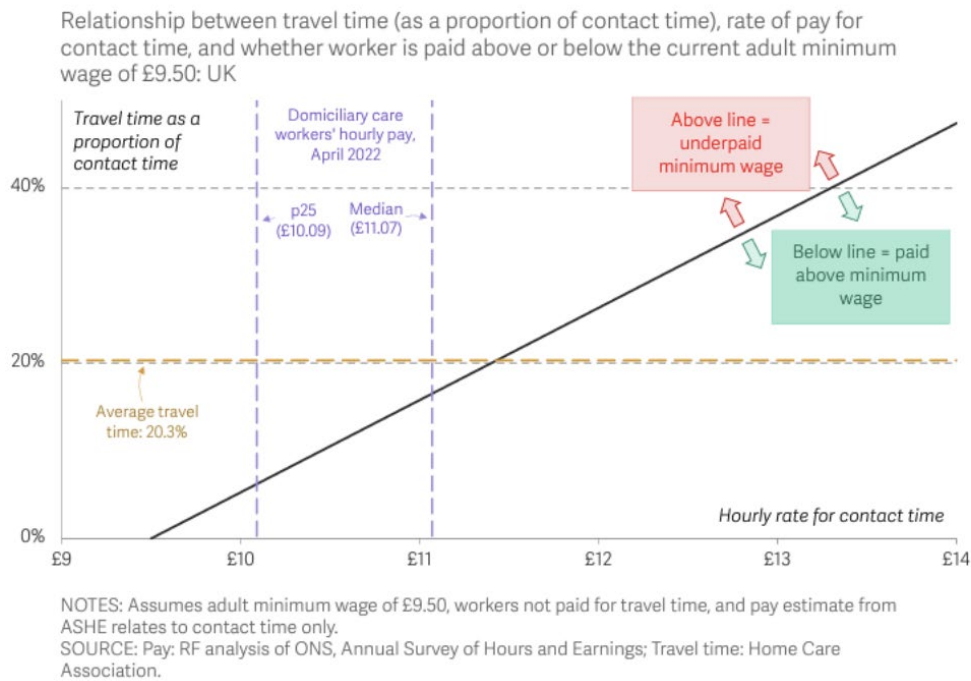 Relationship between travel time (as a proportion of contact time), rate of pay for
contact time, and whether worker is paid above or below the current adult minimum
wage of £9.50: UK
Travel time as a
proportion of
contact time
Domiciliary care
workers' hourly pay,
April 2022
Above line =
underpaid
minimum wage
40%
p25
(£10.09)
Median
(£11.07)
Below line = paid
above minimum
wage
20%
Average travel
time: 20.3%
Hourly rate for contact time
0%
£9
£10
£11
£12
£13
£14
NOTES: Assumes adult minimum wage of £9.50, workers not paid for travel time, and pay estimate from
ASHE relates to contact time only.
SOURCE: Pay: RF analysis of ONS, Annual Survey of Hours and Earnings; Travel time: Home Care
Association.